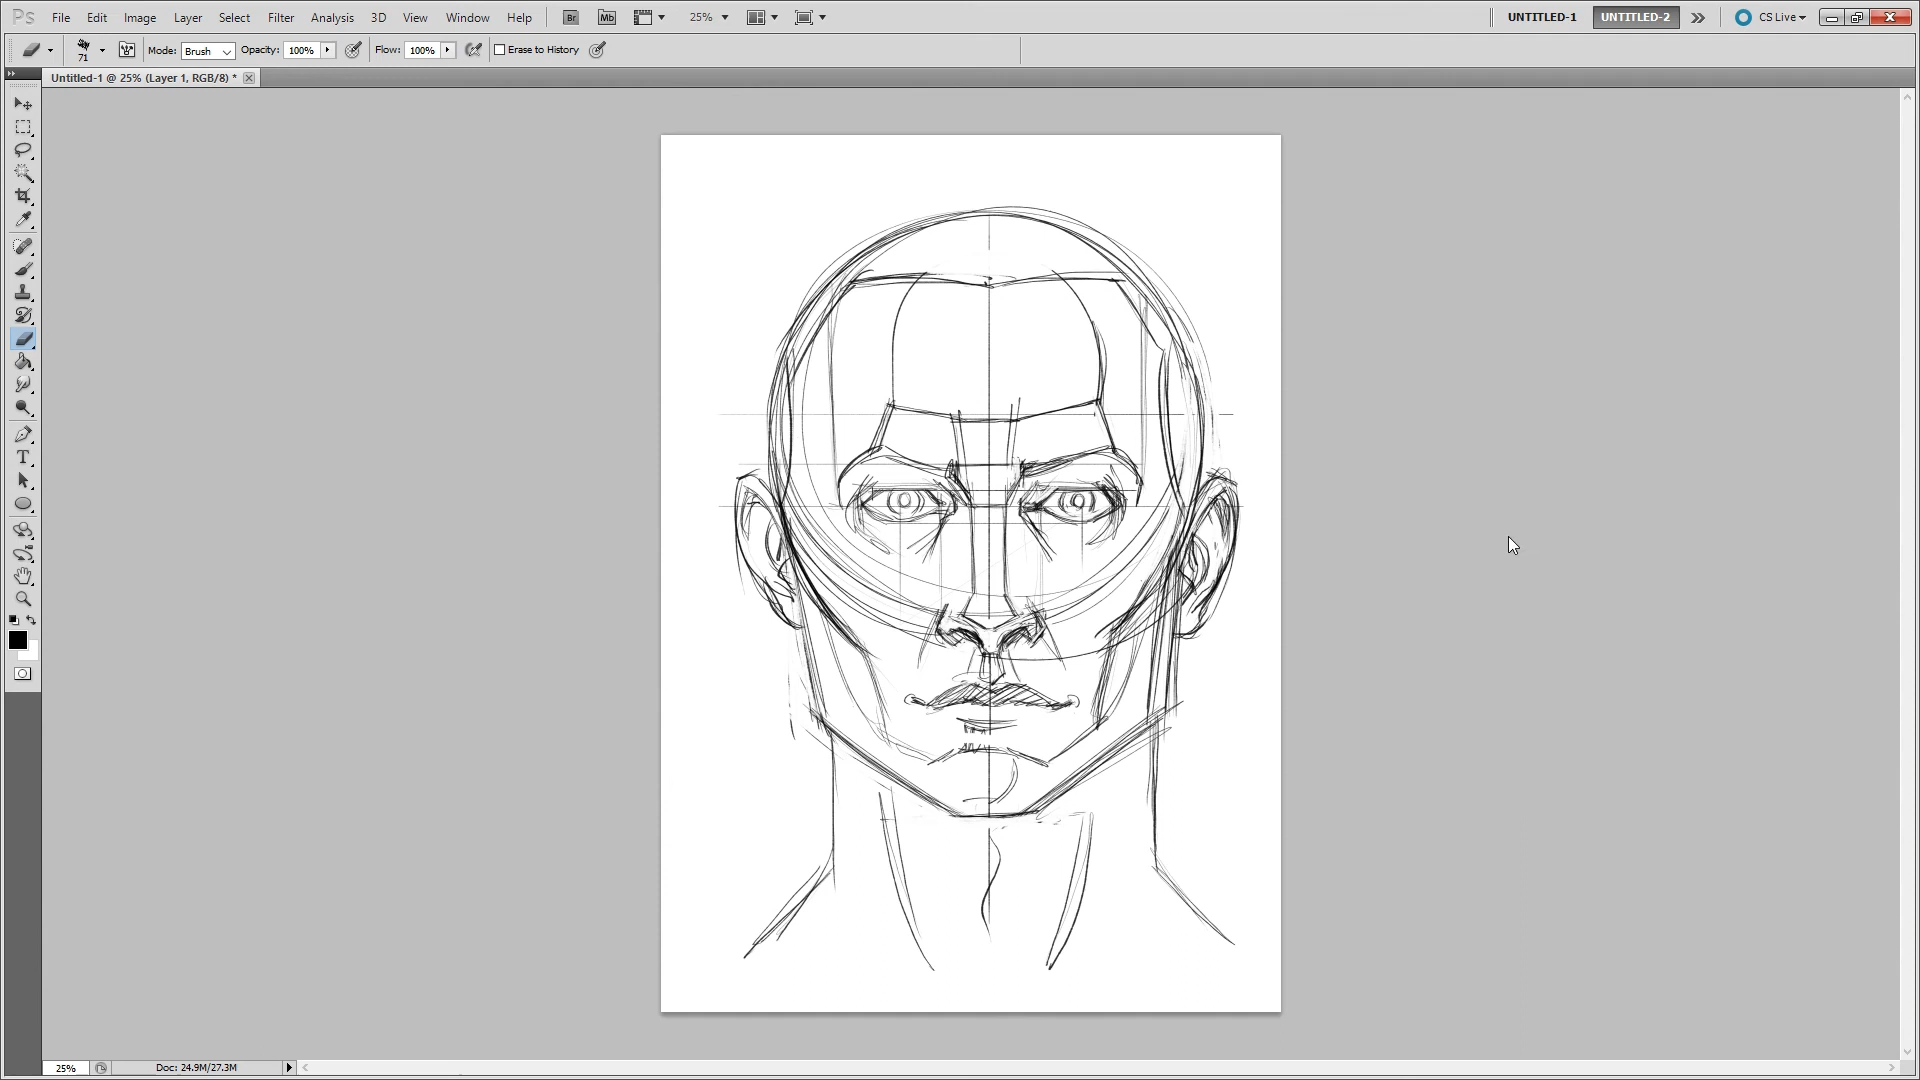 Ps File Edit Image Layer Select Filter Analysis 3D View Window Help Br Mb 25% UNTITLED-1 UNTITLED-2 CS Live
71 Mode: Brush Opacity: 100% Flow: 100% Erase to History
Untitled-1 @ 25% (Layer 1, RGB/8) *
T
25% Doc: 24.9M/27.3M